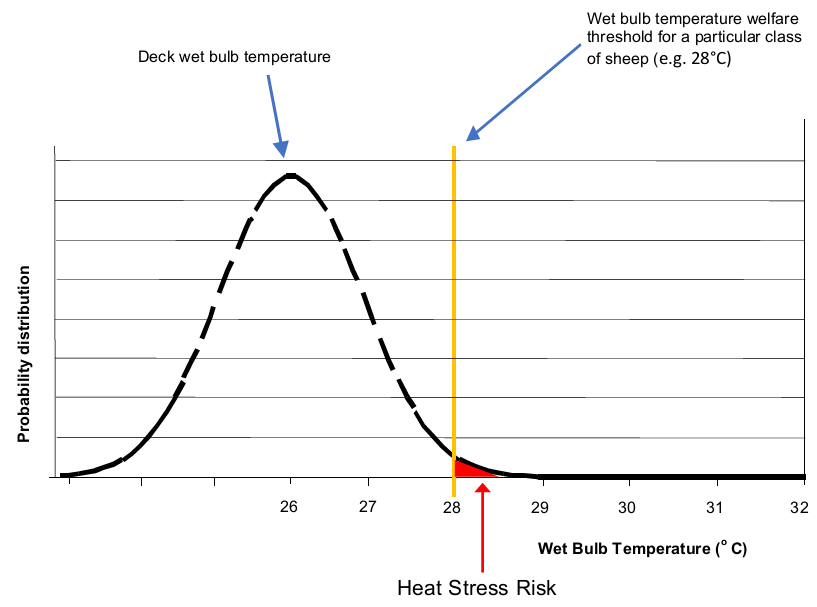 Wet bulb temperature welfare
threshold for a particular class
of sheep (e.g. 28°C)
Deck wet bulb temperature
Probability distribution
26 27 28 29 30 31 32
Wet Bulb Temperature (° C)
Heat Stress Risk